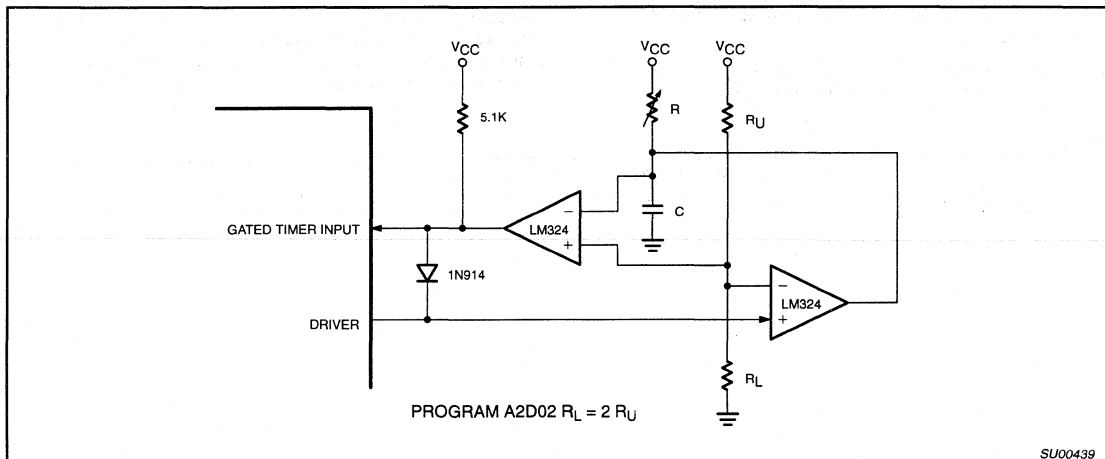 VCC
VCC
VCC
5.1K
R
RU
GATED TIMER INPUT
LM324
−
+
C
1N914
DRIVER
LM324
−
+
RL
PROGRAM A2D02 RL = 2 RU
SU00439